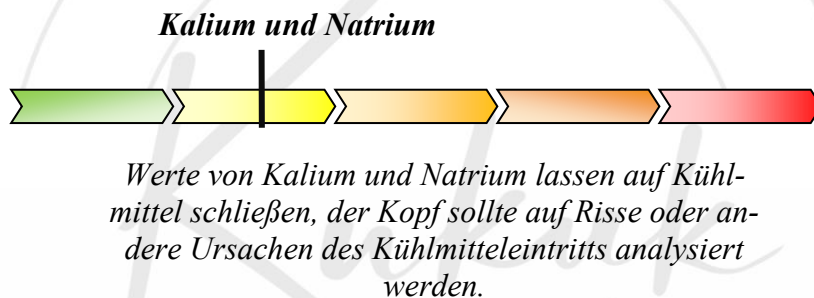 Kalium und Natrium
Werte von Kalium und Natrium lassen auf Kühl-
mittel schließen, der Kopf sollte auf Risse oder an-
dere Ursachen des Kühlmitteleintritts analysiert
werden.
Kukuk